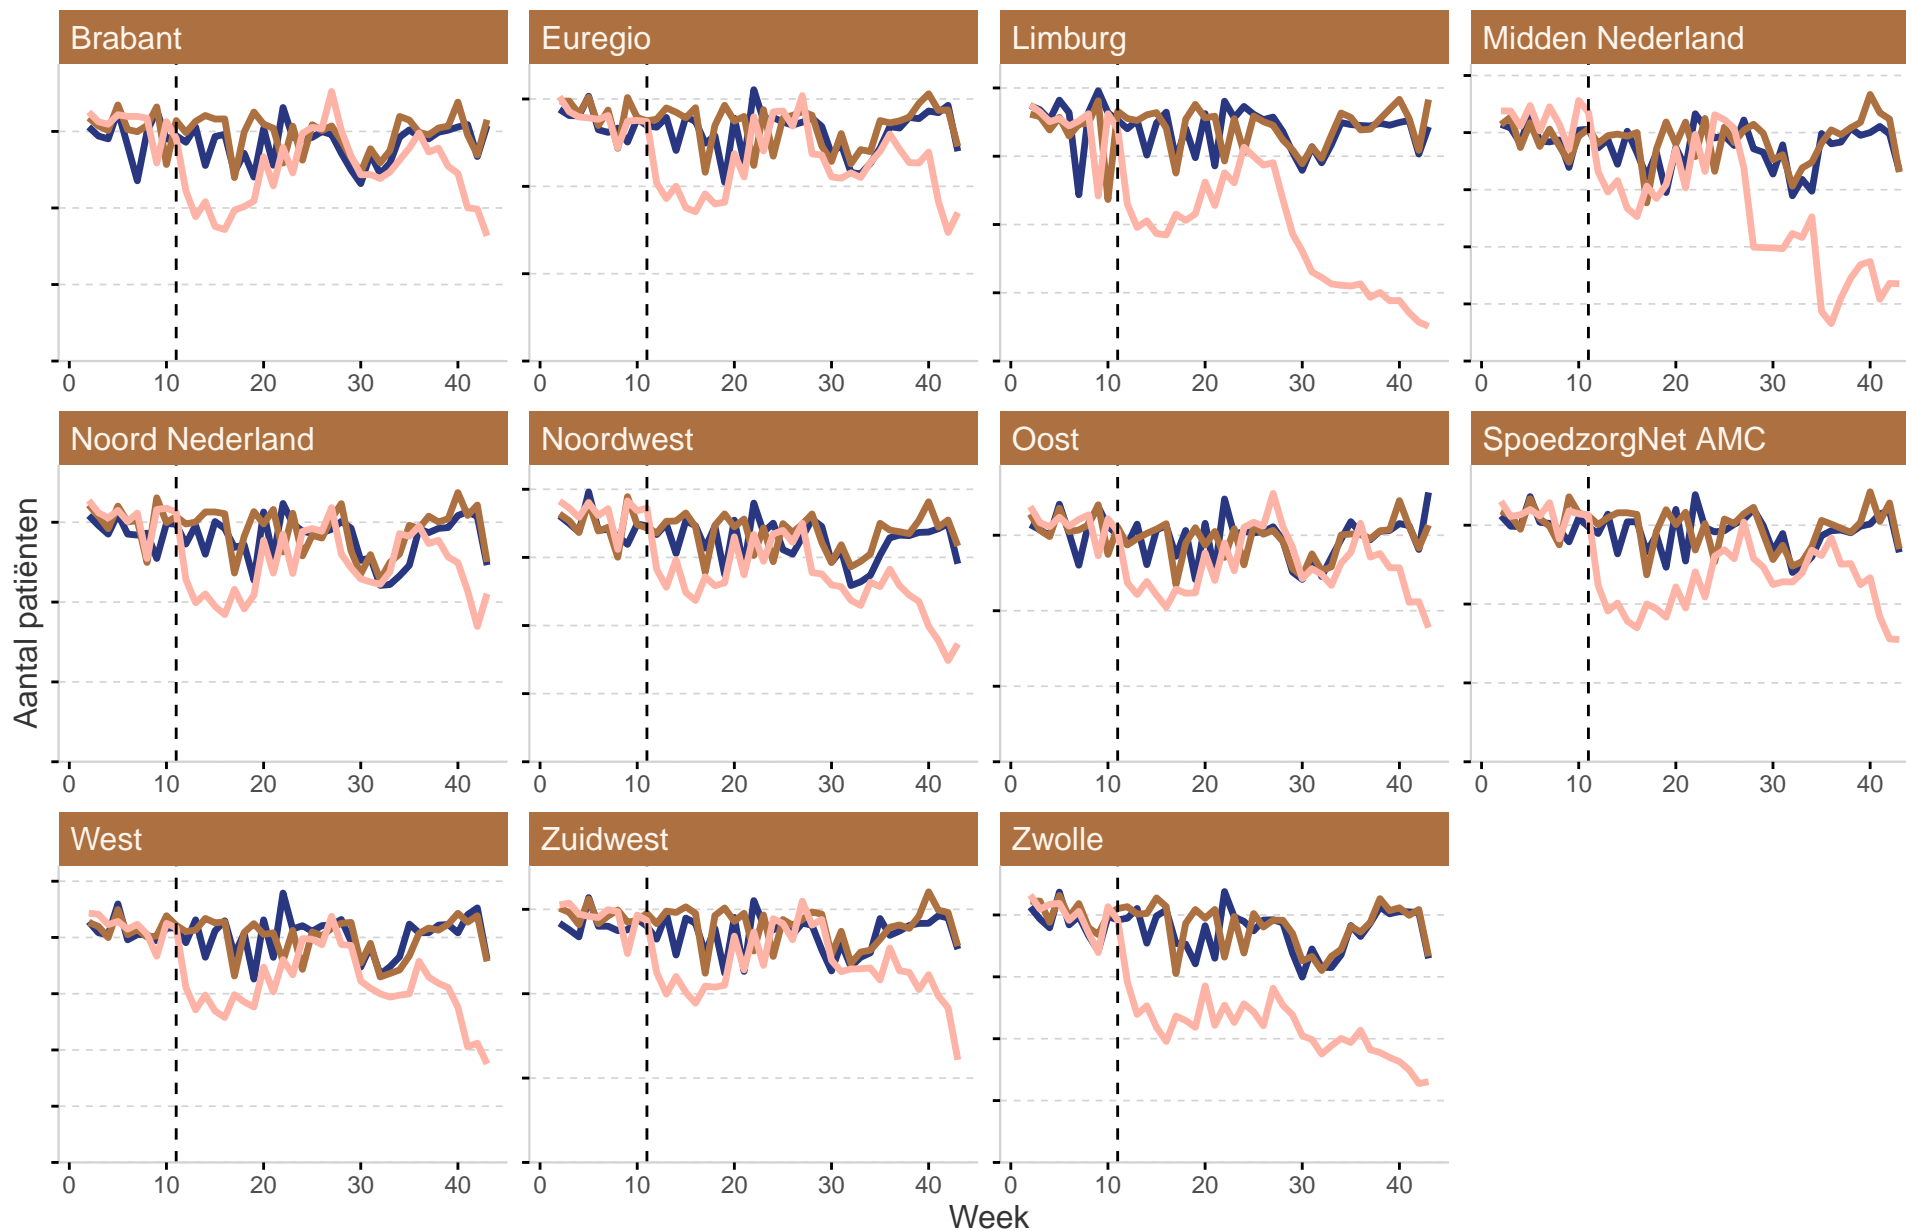 Brabant Euregio Limburg Midden Nederland
0 10 20 30 40 0 10 20 30 40 0 10 20 30 40 0 10 20 30 40
Noord Nederland Noordwest Oost SpoedzorgNet AMC
Aantal patiënten
0 10 20 30 40 0 10 20 30 40 0 10 20 30 40 0 10 20 30 40
West Zuidwest Zwolle
0 10 20 30 40 0 10 20 30 40 0 10 20 30 40
Week